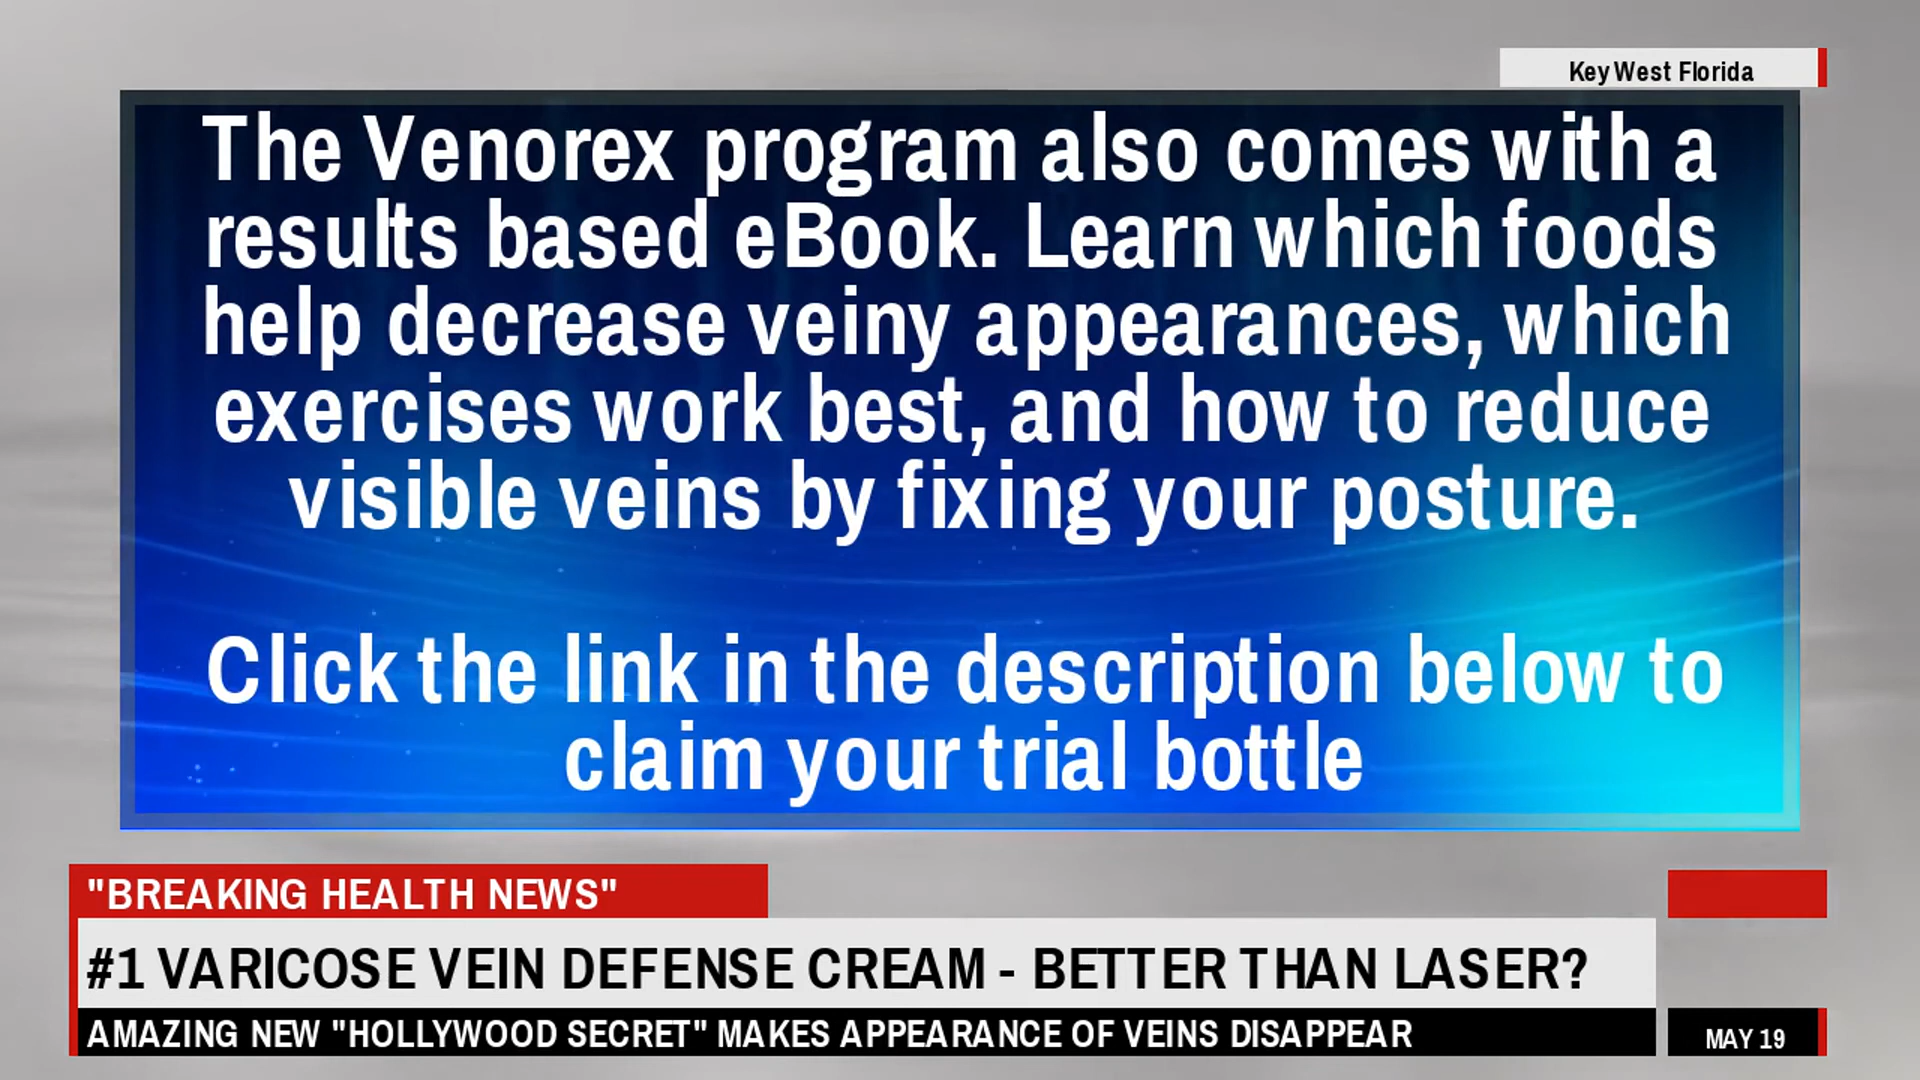 Key West Florida
The Venorex program also comes with a
results based eBook. Learn which foods
help decrease veiny appearances, which
exercises work best, and how to reduce
visible veins by fixing your posture.
Click the link in the description below to
claim your trial bottle
"BREAKING HEALTH NEWS"
#1 VARICOSE VEIN DEFENSE CREAM - BETTER THAN LASER?
AMAZING NEW "HOLLYWOOD SECRET" MAKES APPEARANCE OF VEINS DISAPPEAR
MAY 19